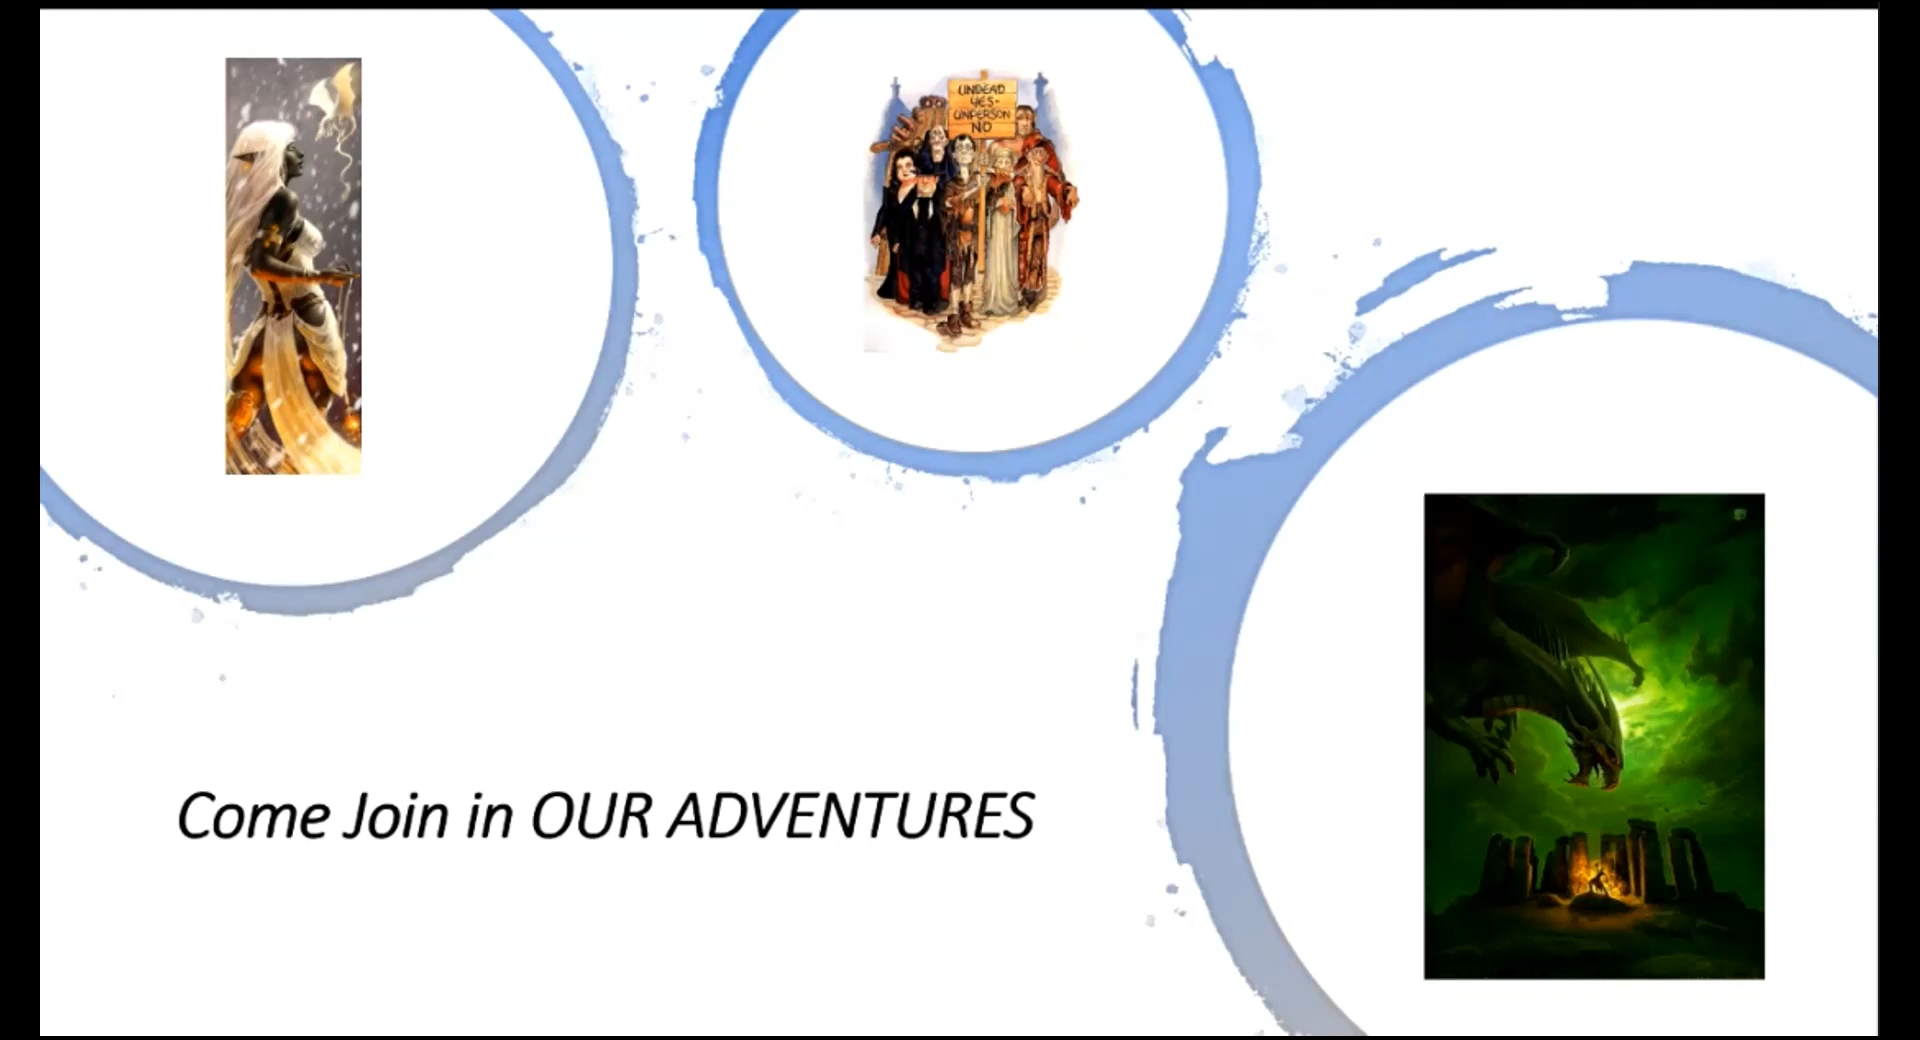 UNDEAD
YES-
UNPERSON
NO
Come Join in OUR ADVENTURES